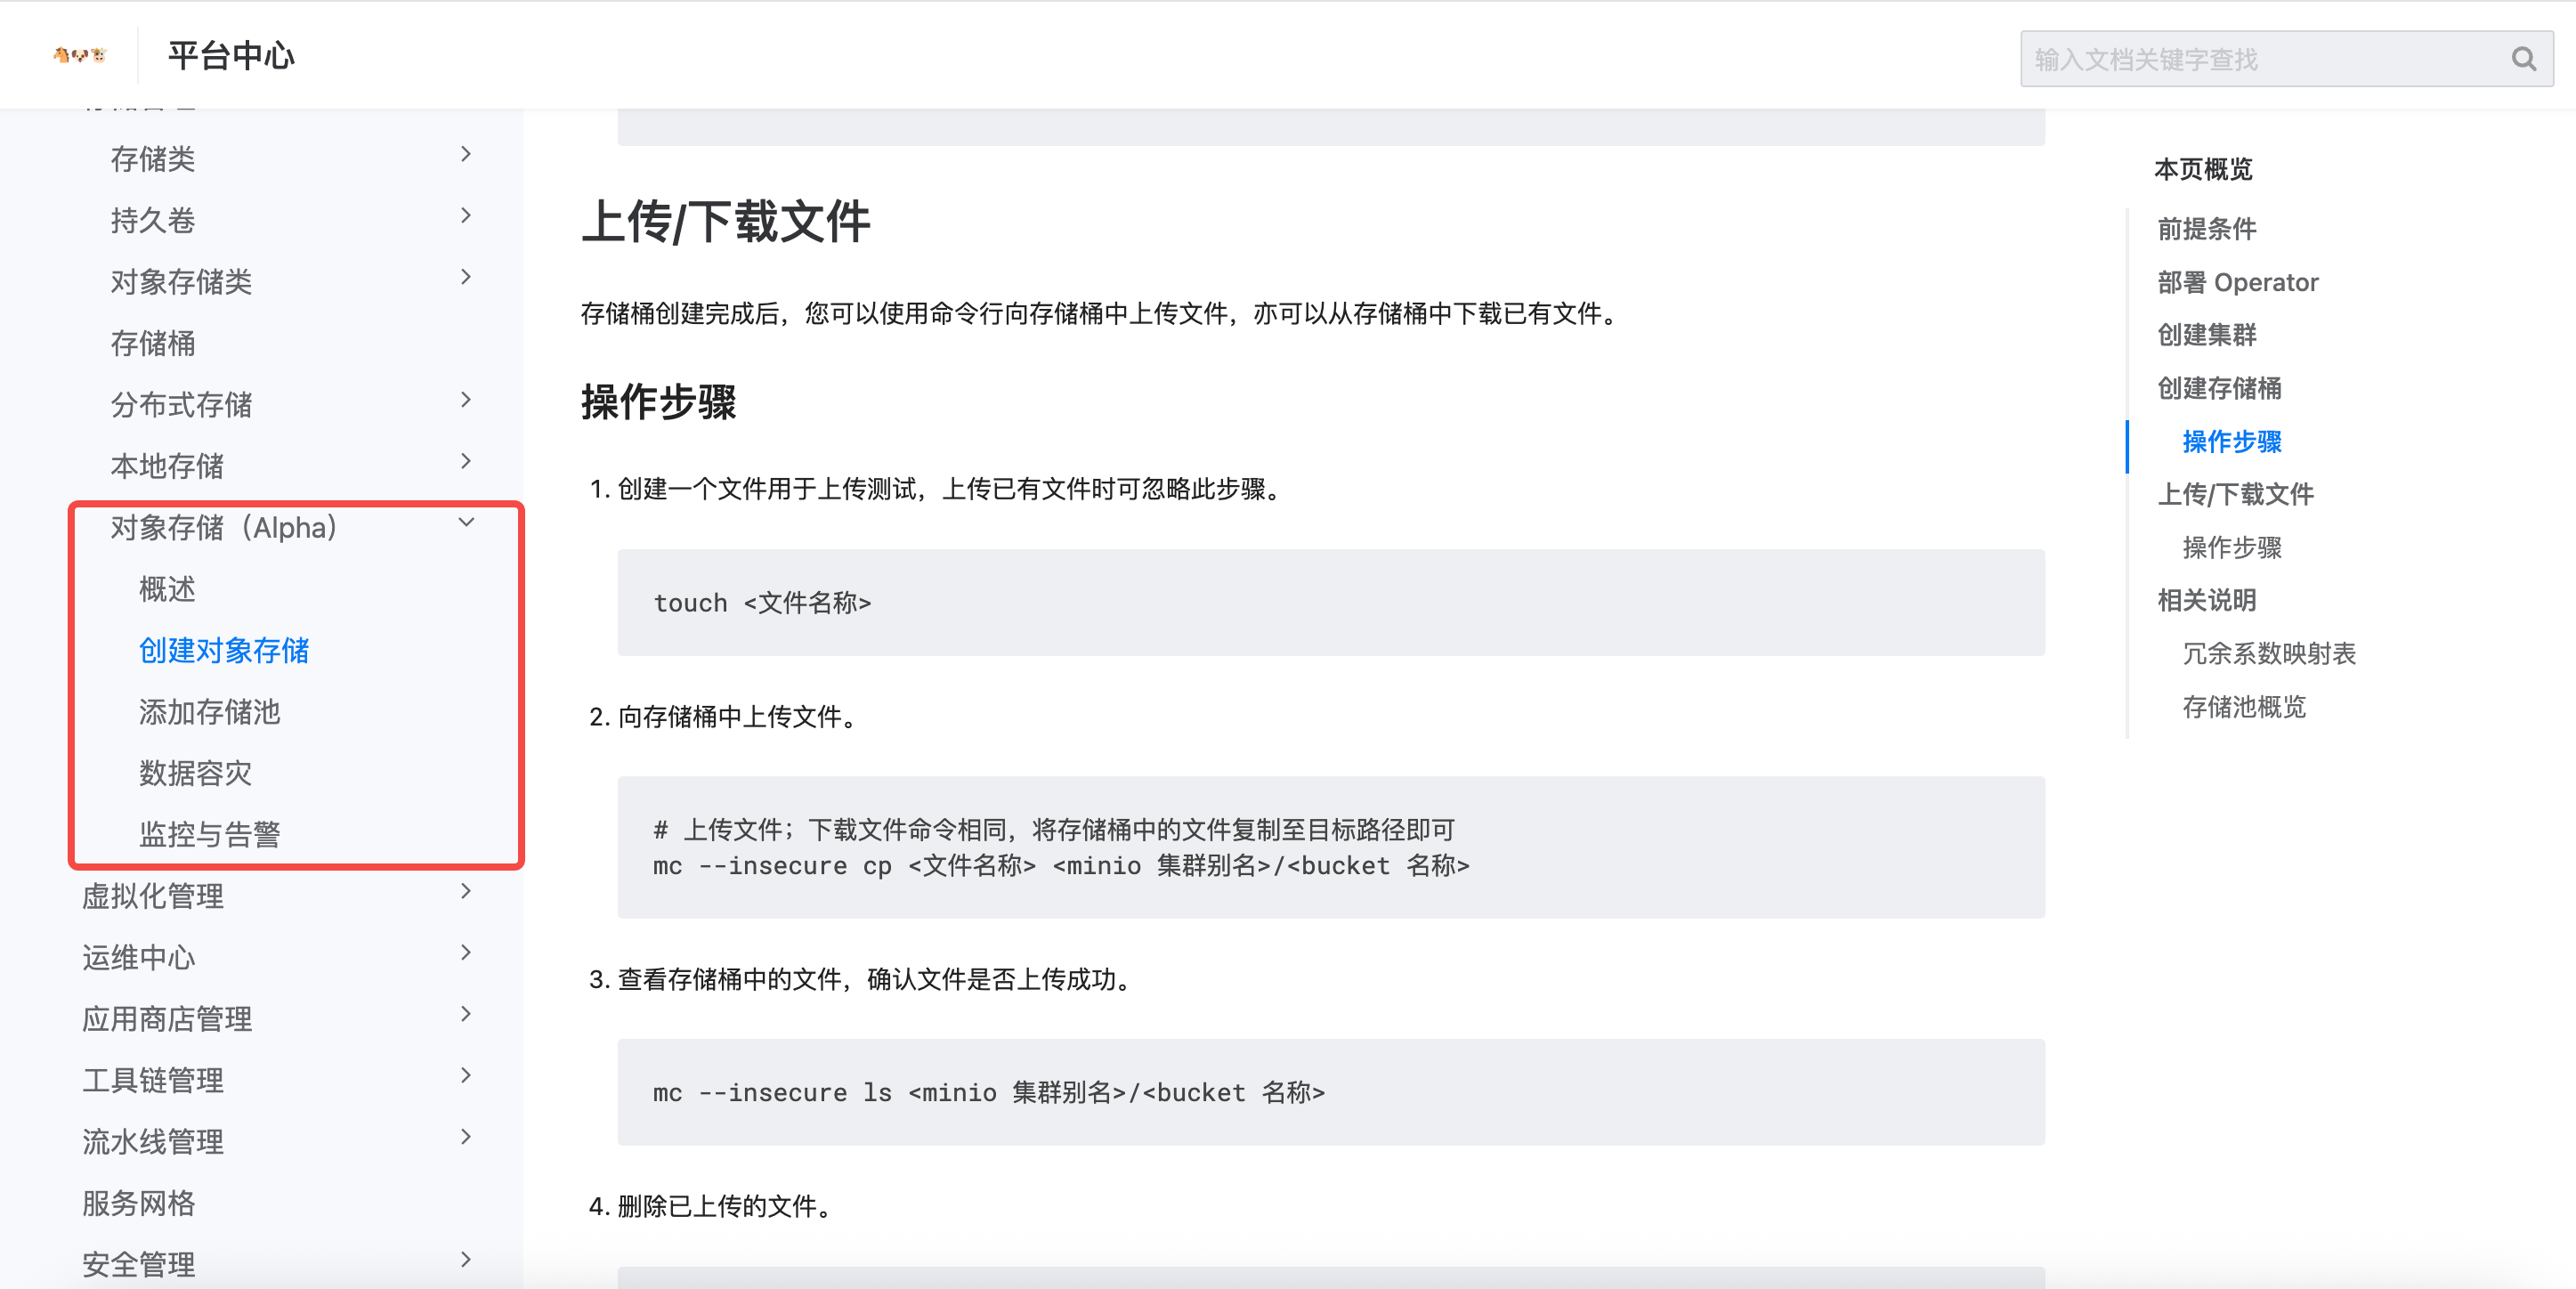 平台中心
输入文档关键字查找
存储类
持久卷
对象存储类
存储桶
分布式存储
本地存储
对象存储（Alpha）
概述
创建对象存储
添加存储池
数据容灾
监控与告警
虚拟化管理
运维中心
应用商店管理
工具链管理
流水线管理
服务网格
安全管理
上传/下载文件
存储桶创建完成后，您可以使用命令行向存储桶中上传文件，亦可以从存储桶中下载已有文件。
操作步骤
1. 创建一个文件用于上传测试，上传已有文件时可忽略此步骤。
touch <文件名称>
2. 向存储桶中上传文件。
# 上传文件；下载文件命令相同，将存储桶中的文件复制至目标路径即可
mc --insecure cp <文件名称> <minio 集群别名>/<bucket 名称>
3. 查看存储桶中的文件，确认文件是否上传成功。
mc --insecure ls <minio 集群别名>/<bucket 名称>
4. 删除已上传的文件。
本页概览
前提条件
部署 Operator
创建集群
创建存储桶
操作步骤
上传/下载文件
操作步骤
相关说明
冗余系数映射表
存储池概览